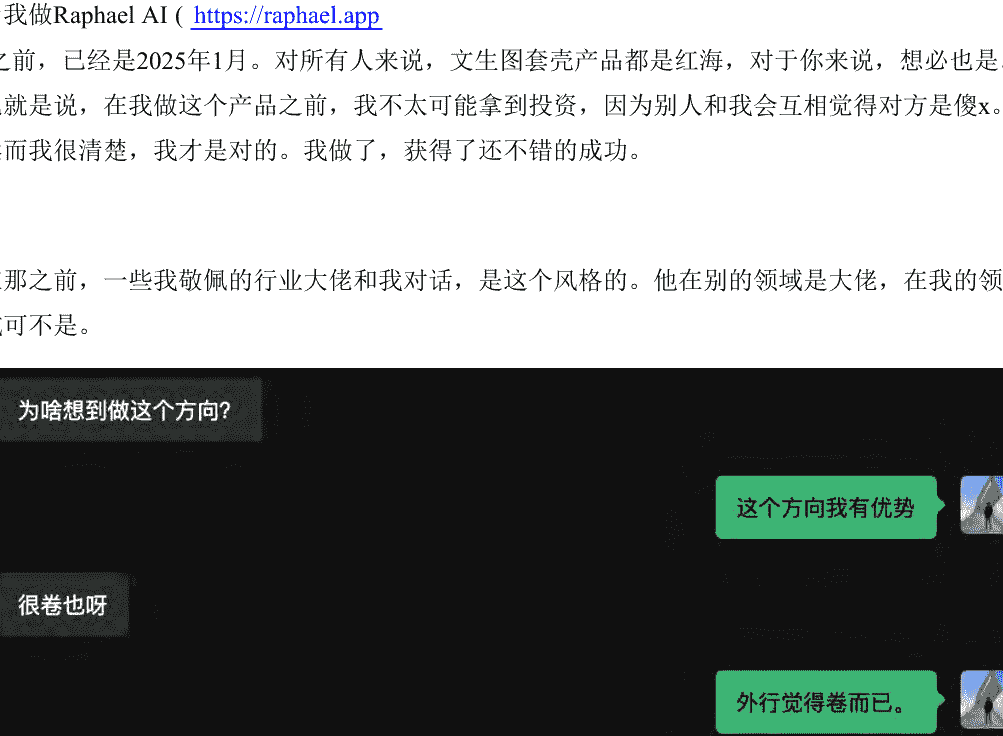 我做Raphael AI ( https://raphael.app
之前，已经是2025年1月。对所有人来说，文生图套壳产品都是红海，对于你来说，想必也是
就是说，在我做这个产品之前，我不太可能拿到投资，因为别人和我会互相觉得对方是傻x。
而我很清楚，我才是对的。我做了，获得了还不错的成功。
那之前，一些我敬佩的行业大佬和我对话，是这个风格的。他在别的领域是大佬，在我的领
可不是。
为啥想到做这个方向？
这个方向我有优势
很卷也呀
外行觉得卷而已。